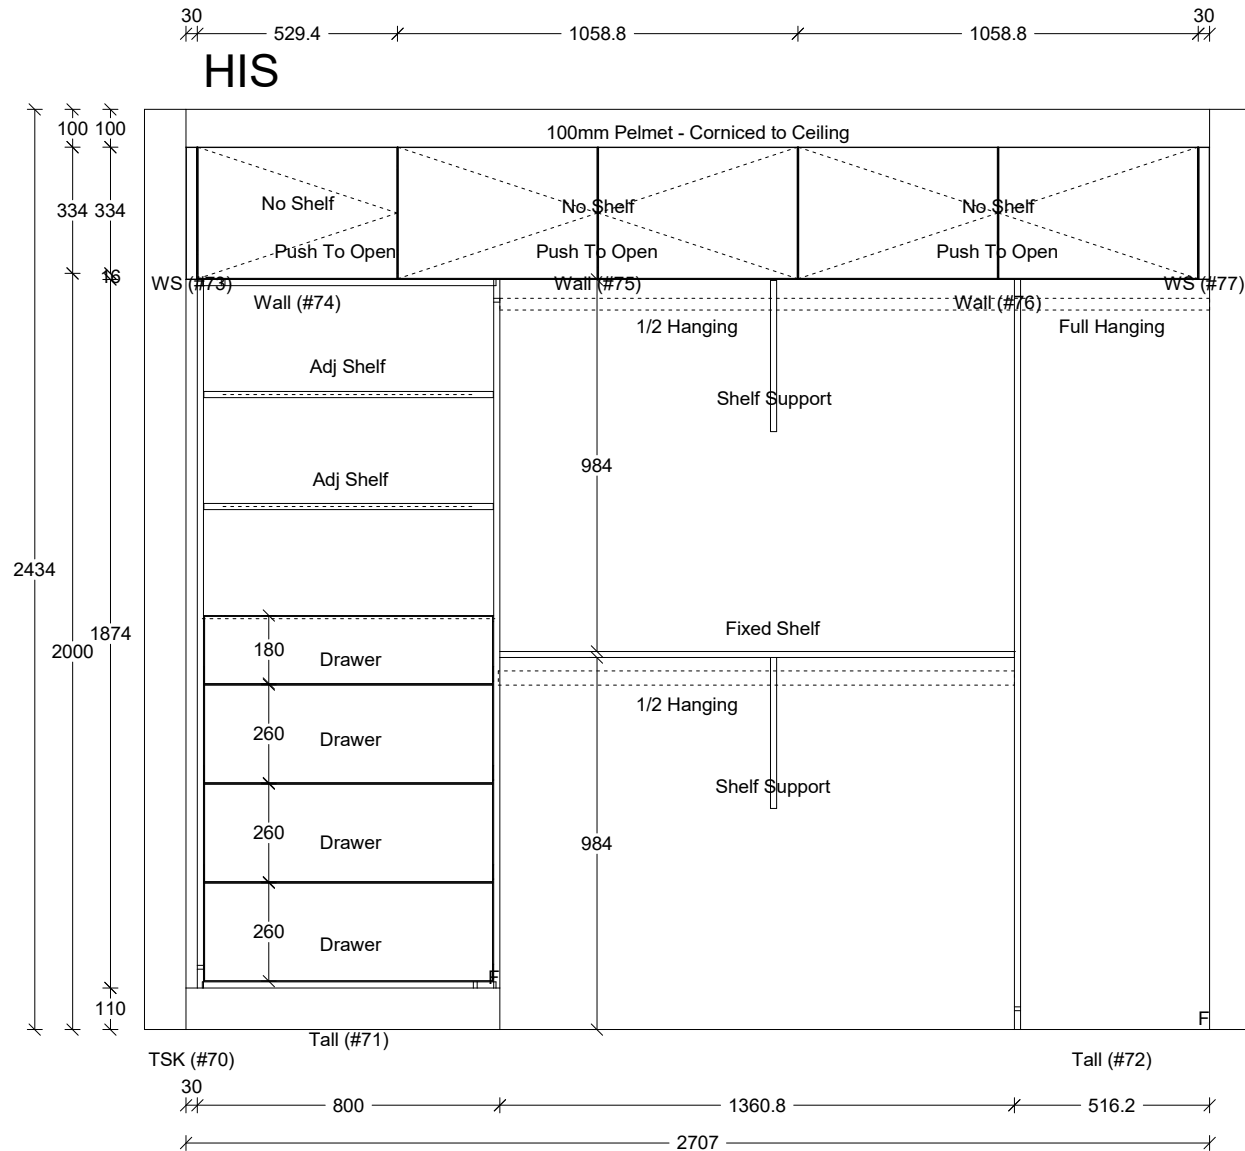 30
30
529.4
1058.8
1058.8
HIS
100
100
100mm Pelmet - Corniced to Ceiling
334
334
No Shelf
No Shelf
No Shelf
Push To Open
Push To Open
Push To Open
16
WS (#73)
Wall (#75)
WS (#77)
Wall (#74)
Wall (#76)
1/2 Hanging
Full Hanging
Adj Shelf
Shelf Support
984
Adj Shelf
2434
Fixed Shelf
1874
2000
180
Drawer
1/2 Hanging
260
Drawer
Shelf Support
260
Drawer
984
260
Drawer
F
110
F
Tall (#71)
TSK (#70)
Tall (#72)
30
800
1360.8
516.2
2707